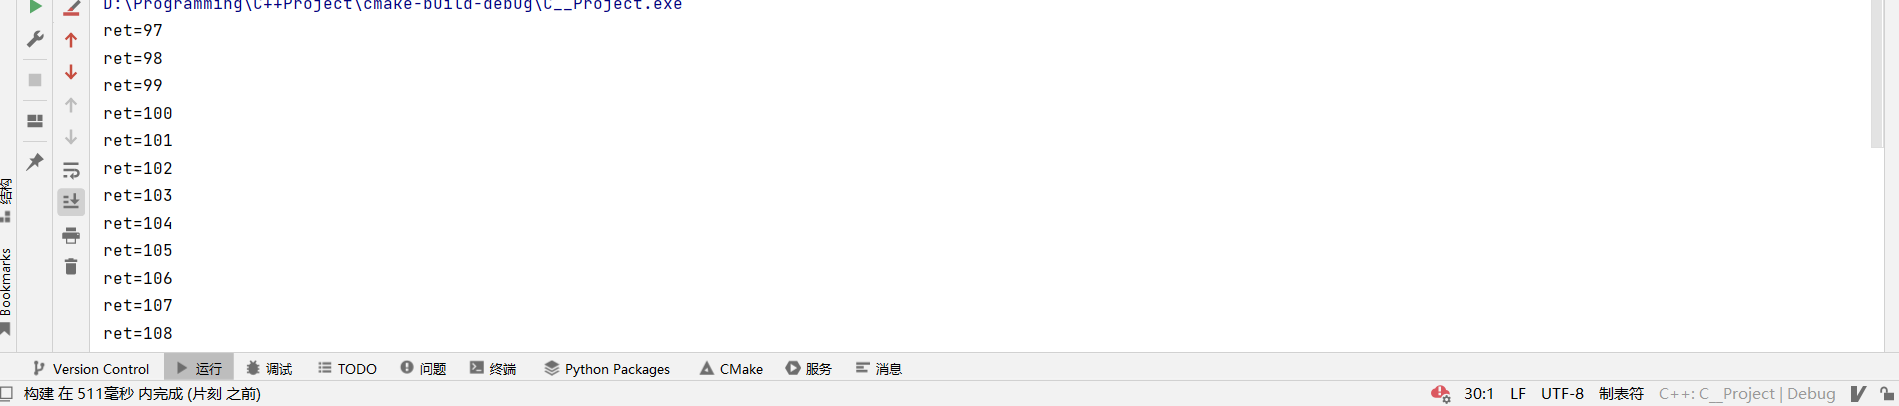 D:\Programming\C++Project\cmake-build-debug\C__Project.exe
ret=97
ret=98
ret=99
ret=100
ret=101
ret=102
ret=103
ret=104
ret=105
ret=106
ret=107
ret=108
结构
Bookmarks
Version Control 运行 调试 TODO 问题 终端 Python Packages CMake 服务 消息
构建 在 511毫秒 内完成 (片刻 之前) 30:1 LF UTF-8 制表符 C++: C__Project | Debug